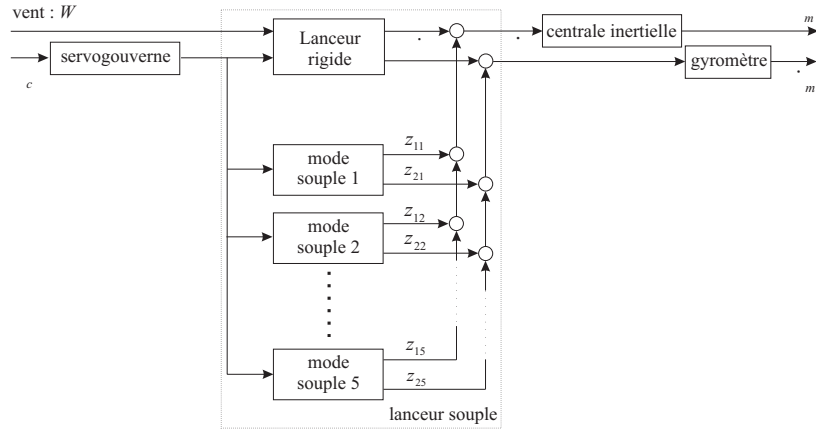 vent : W
servogouverne
c
Lanceur
rigide
centrale inertielle
m
gyromètre
m
mode
souple 1
z11
z21
mode
souple 2
z12
z22
mode
souple 5
z15
z25
lanceur souple